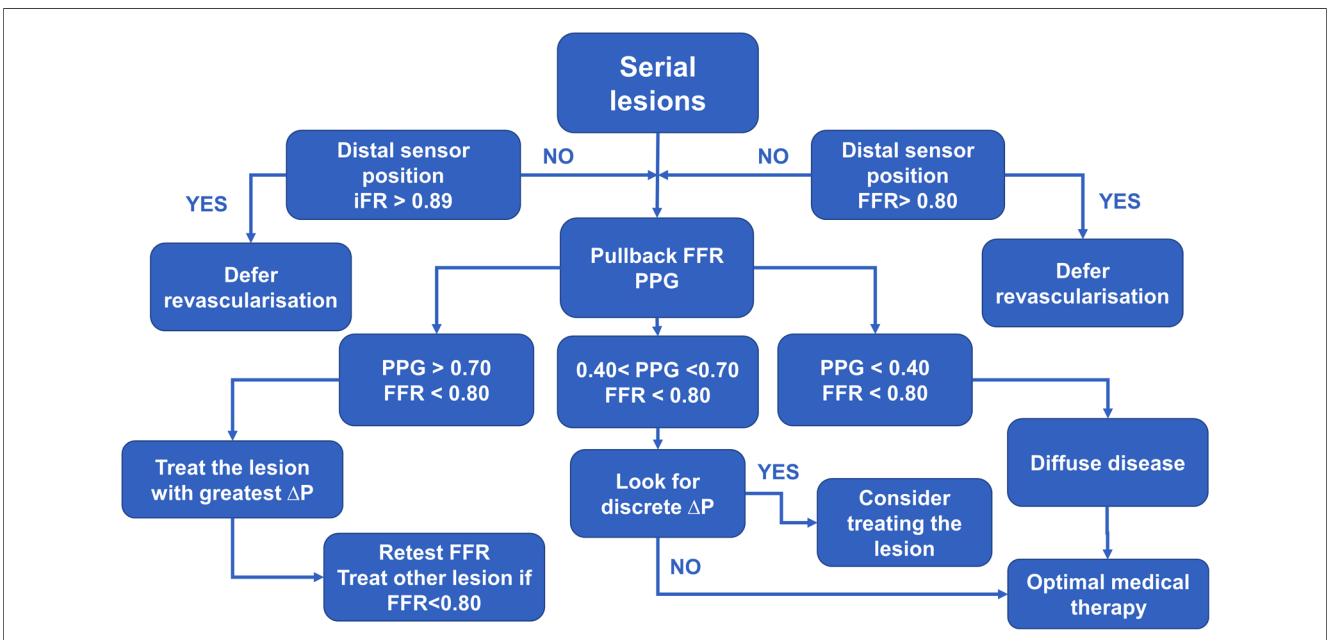 Serial
lesions
Distal sensor
position
iFR > 0.89
NO
NO
Distal sensor
position
FFR> 0.80
YES
YES
Defer
revascularisation
Pullback FFR
PPG
Defer
revascularisation
PPG > 0.70
FFR < 0.80
0.40< PPG <0.70
FFR < 0.80
PPG < 0.40
FFR < 0.80
Treat the lesion
with greatest ∆P
Look for
discrete ∆P
YES
Consider
treating the
lesion
Diffuse disease
Retest FFR
Treat other lesion if
FFR<0.80
NO
Optimal medical
therapy